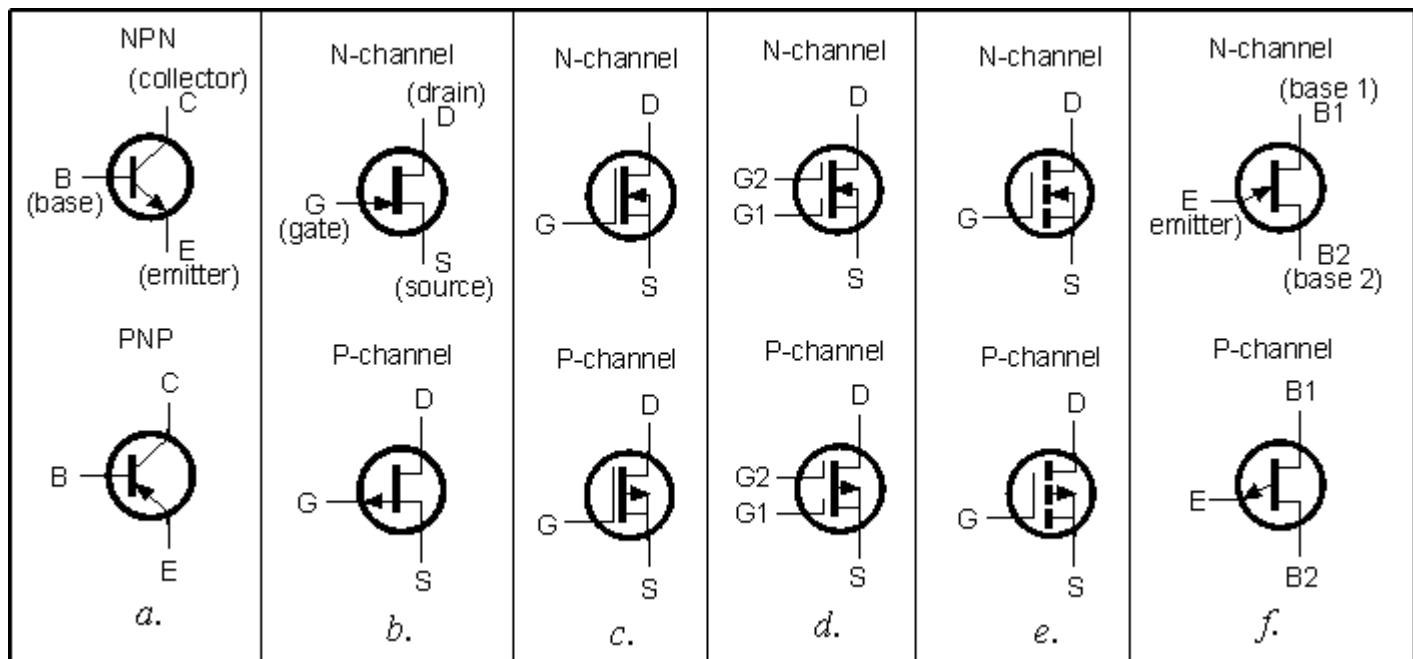 NPN
(collector)
C
B
(base)
E
(emitter)
PNP
C
B
E
a.
N-channel
(drain)
D
G
(gate)
S
(source)
P-channel
D
G
S
b.
N-channel
D
G
S
P-channel
D
G
S
c.
N-channel
D
G2
G1
S
P-channel
D
G2
G1
S
d.
N-channel
D
G
S
P-channel
D
G
S
e.
N-channel
(base 1)
B1
E
emitter)
B2
(base 2)
P-channel
B1
E
B2
f.